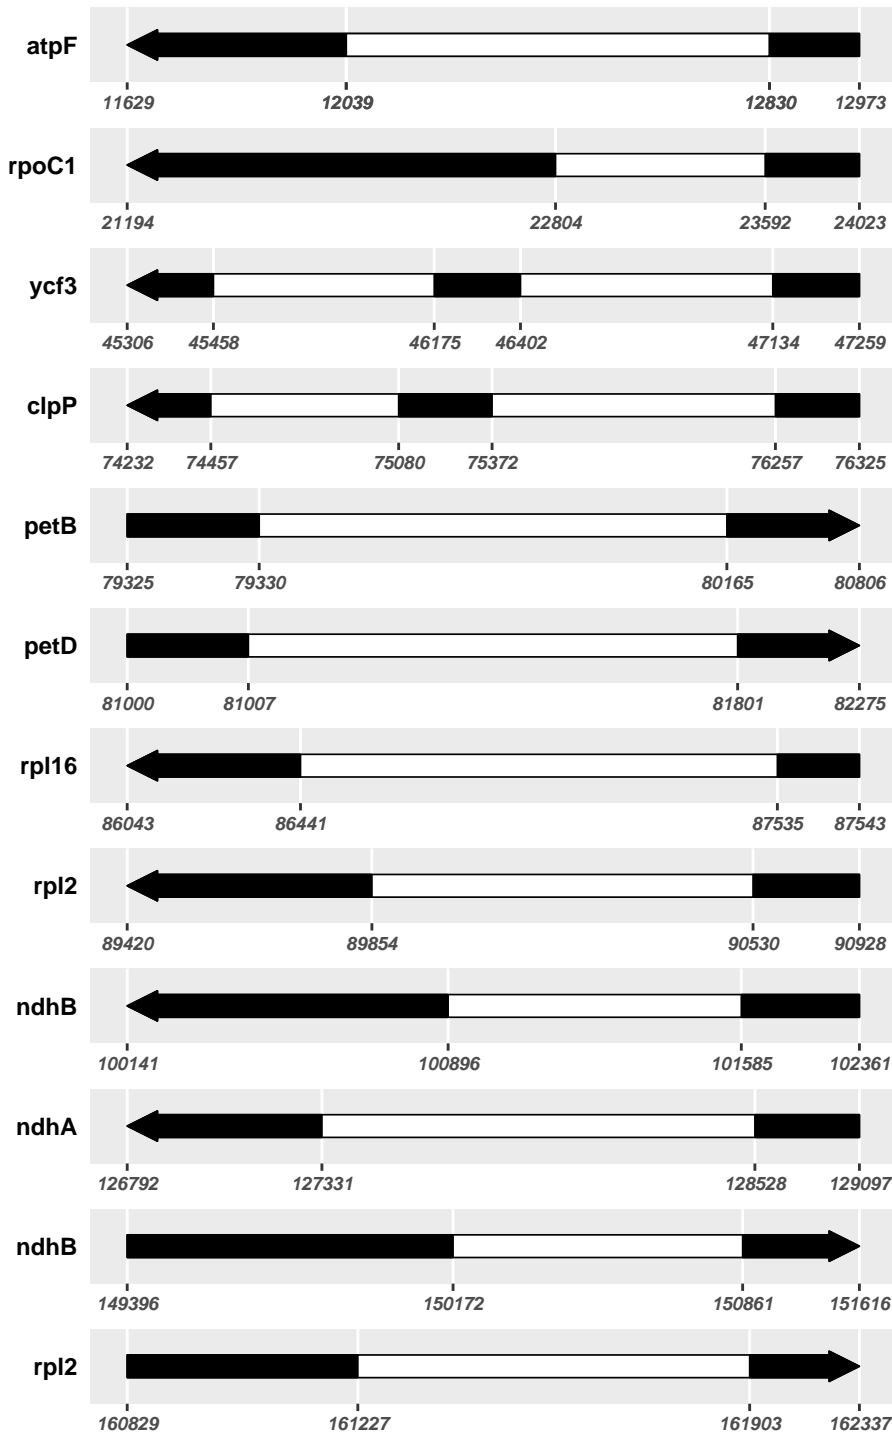 atpF
11629 12039 12830 12973
rpoC1
21194 22804 23592 24023
ycf3
45306 45458 46175 46402 47134 47259
clpP
74232 74457 75080 75372 76257 76325
petB
79325 79330 80165 80806
petD
81000 81007 81801 82275
rpl16
86043 86441 87535 87543
rpl2
89420 89854 90530 90928
ndhB
100141 100896 101585 102361
ndhA
126792 127331 128528 129097
ndhB
149396 150172 150861 151616
rpl2
160829 161227 161903 162337